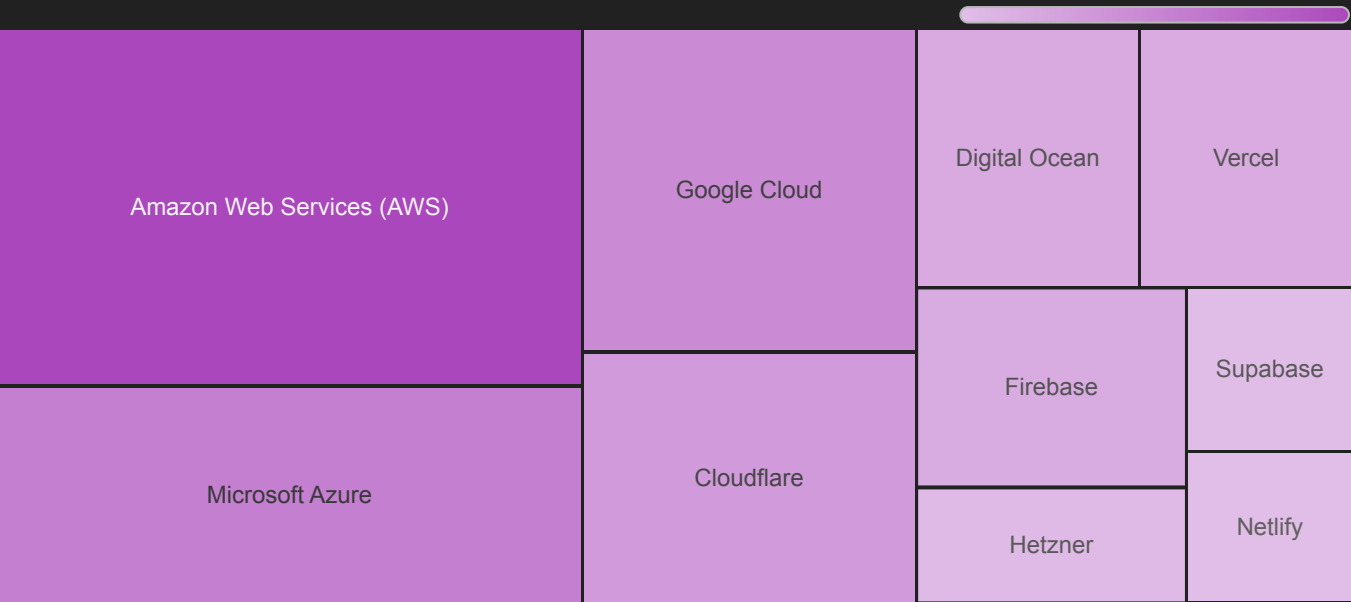 Amazon Web Services (AWS)
Microsoft Azure
Google Cloud
Cloudflare
Digital Ocean
Vercel
Firebase
Hetzner
Supabase
Netlify